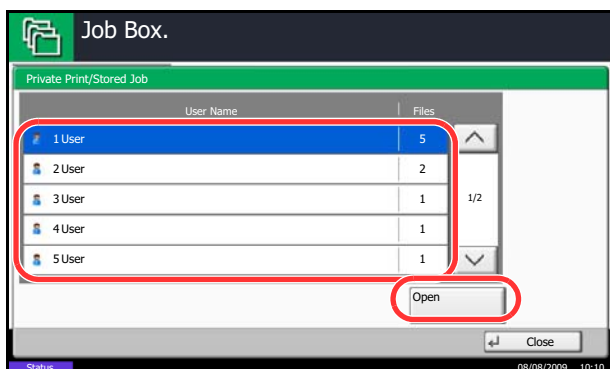 Job Box.
Private Print/Stored Job
User Name Files
1 User 5
2 User 2
3 User 1
4 User 1
5 User 1
1/2
Open
Close
Status 08/08/2009 10:10